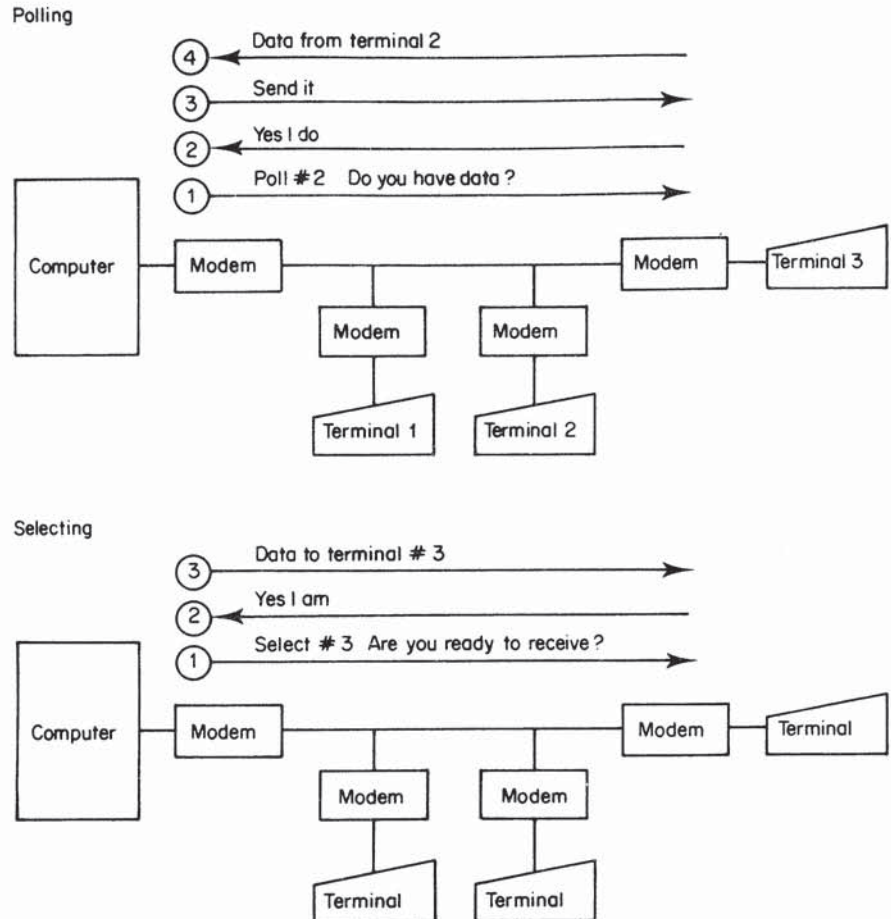 Polling
4 Data from terminal 2
3 Send it
2 Yes I do
1 Poll #2 Do you have data?
Computer
Modem
Modem
Terminal 3
Modem
Modem
Terminal 1
Terminal 2
Selecting
3 Data to terminal # 3
2 Yes I am
1 Select # 3 Are you ready to receive?
Computer
Modem
Modem
Terminal
Modem
Modem
Terminal
Terminal